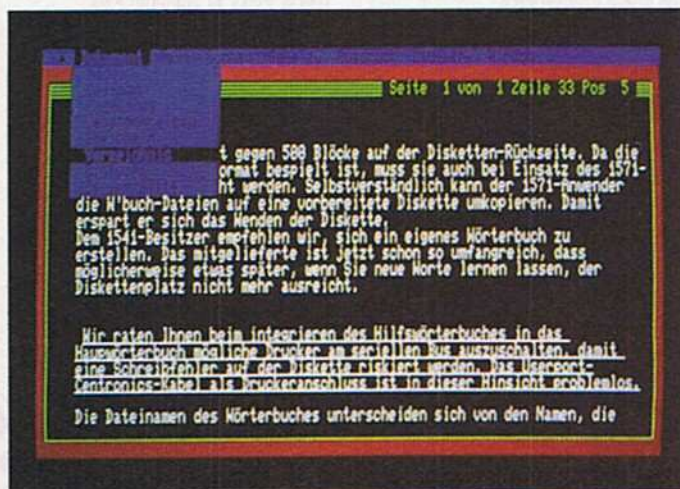 Seite 1 von 1 Zeile 33 Pos 5
t gegen 500 Blöcke auf der Disketten-Rückseite. Da die
ormat bespielt ist, muss sie auch bei Einsatz des 1571-
ht werden. Selbstverständlich kann der 1571-Anwender
die W'buch-Dateien auf eine vorbereitete Diskette umkopieren. Damit
erspart er sich das Wenden der Diskette.
Dem 1541-Besitzer empfehlen wir, sich ein eigenes Wörterbuch zu
erstellen. Das mitgelieferte ist jetzt schon so umfangreich, dass
möglicherweise etwas später, wenn Sie neue Worte lernen lassen, der
Diskettenplatz nicht mehr ausreicht.
Wir raten Ihnen beim integrieren des Hilfswörterbuches in das
Haupwörterbuch mögliche Drucker am seriellen Bus auszuschalten, damit
eine Schreibfehler auf der Diskette riskiert werden. Das Userport-
Centronics-Kabel als Druckeranschluss ist in dieser Hinsicht problemlos.
Die Dateinamen des Wörterbuches unterscheiden sich von den Namen, die